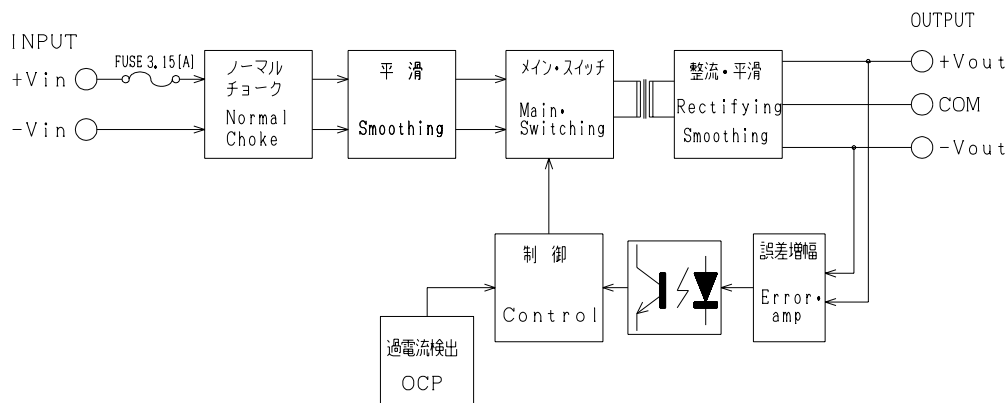 OUTPUT
INPUT
FUSE 3.15[A]
+Vin
-Vin
ノーマル
チョーク
Normal
Choke
平 滑
Smoothing
メイン・スイッチ
Main・
Switching
整流・平滑
Rectifying
Smoothing
+Vout
COM
-Vout
制 御
Control
誤差増幅
Error・
amp
過電流検出
OCP